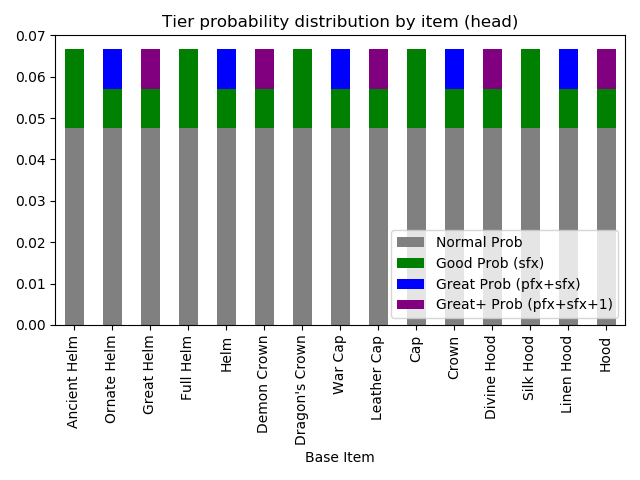 Tier probability distribution by item (head)
0.07
0.06
0.05
0.04
0.03
0.02
0.01
0.00
Normal Prob
Good Prob (sfx)
Great Prob (pfx+sfx)
Great+ Prob (pfx+sfx+1)
Ancient Helm
Ornate Helm
Great Helm
Full Helm
Helm
Demon Crown
Dragon's Crown
War Cap
Leather Cap
Cap
Crown
Divine Hood
Silk Hood
Linen Hood
Hood
Base Item